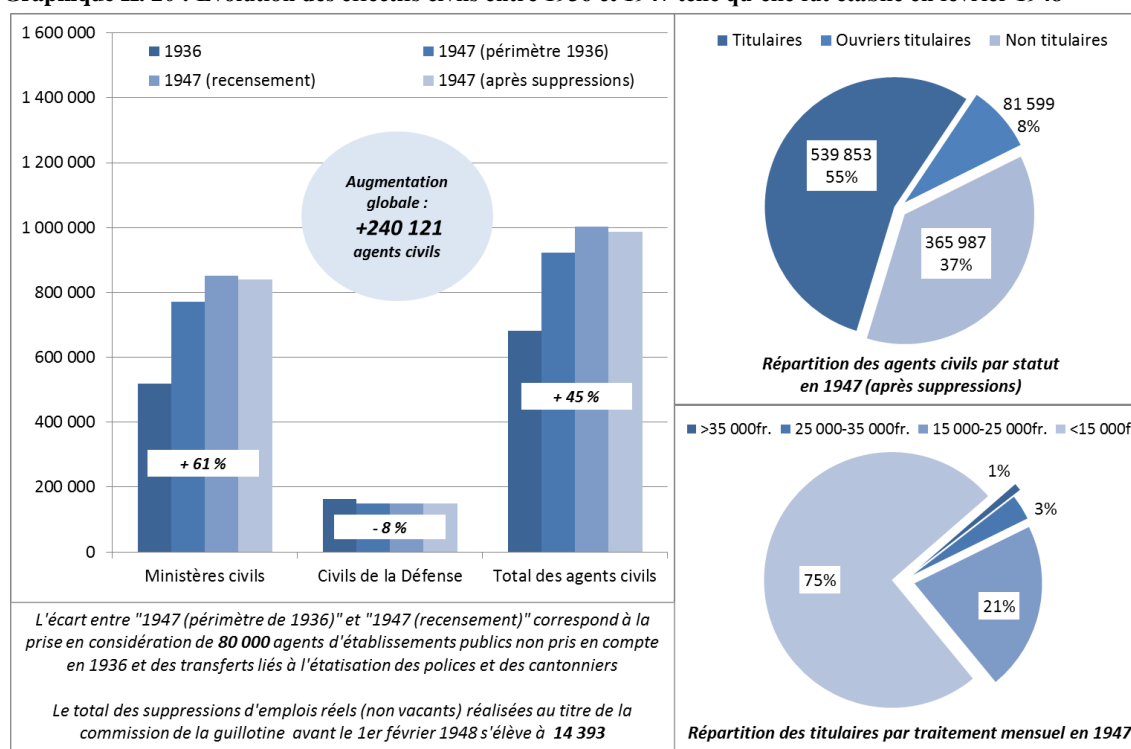 1 600 000
1 400 000
1 200 000
1 000 000
800 000
600 000
400 000
200 000
0
1936
1947 (périmètre 1936)
1947 (recensement)
1947 (après suppressions)
Augmentation
globale :
+240 121
agents civils
+ 61 %
- 8 %
+ 45 %
Ministères civils
Civils de la Défense
Total des agents civils
L'écart entre "1947 (périmètre de 1936)" et "1947 (recensement)" correspond à la
prise en considération de 80 000 agents d'établissements publics non pris en compte
en 1936 et des transferts liés à l'étatisation des polices et des cantonniers
Le total des suppressions d'emplois réels (non vacants) réalisées au titre de la
commission de la guillotine avant le 1er février 1948 s'élève à 14 393
Titulaires
Ouvriers titulaires
Non titulaires
81 599
8%
539 853
55%
365 987
37%
Répartition des agents civils par statut
en 1947 (après suppressions)
>35 000fr.
25 000-35 000fr.
15 000-25 000fr.
<15 000f
1%
3%
75%
21%
Répartition des titulaires par traitement mensuel en 1947